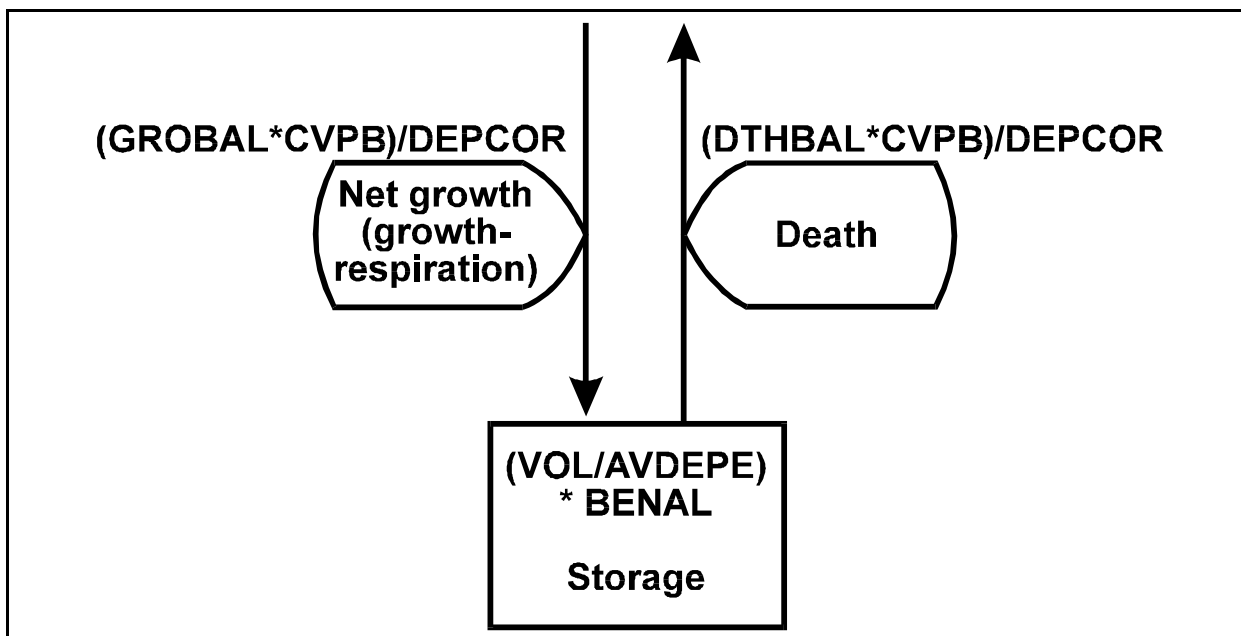 (GROBAL*CVPB)/DEPCOR
(DTHBAL*CVPB)/DEPCOR
Net growth
(growth-
respiration)
Death
(VOL/AVDEPE)
* BENAL
Storage